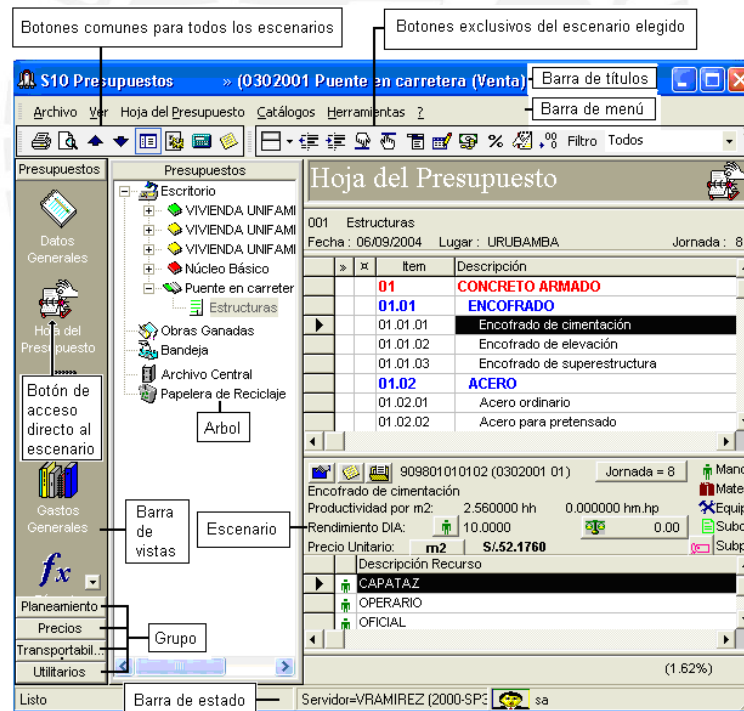 Botones comunes para todos los escenarios
Botones exclusivos del escenario elegido
S10 Presupuestos » (0302001 Puente en carretera (Venta)
Barra de títulos
Archivo Ver Hoja del Presupuesto Catálogos Herramientas ?
Barra de menú
% Filtro Todos
Presupuestos
Presupuestos
Hoja del Presupuesto
Escritorio
VIVIENDA UNIFAMI
VIVIENDA UNIFAMI
VIVIENDA UNIFAMI
Núcleo Básico
Puente en carreter
Estructuras
Obras Ganadas
Bandeja
Archivo Central
Papelera de Reciclaje
Arbol
Datos
Generales
Hoja del
Presupuesto
Botón de
acceso
directo al
escenario
Gastos
Generales
Barra
de
vistas
Escenario
fx
Planeamiento
Precios
Transportabil...
Utilitarios
Grupo
001 Estructuras
Fecha : 06/09/2004 Lugar : URUBAMBA Jornada : 8
» ¤ Item Descripción
01 CONCRETO ARMADO
01.01 ENCOFRADO
01.01.01 Encofrado de cimentación
01.01.02 Encofrado de elevación
01.01.03 Encofrado de superestructura
01.02 ACERO
01.02.01 Acero ordinario
01.02.02 Acero para pretensado
909801010102 (0302001 01) Jornada = 8 Mano
Encofrado de cimentación Mate
Productividad por m2: 2.560000 hh 0.000000 hm.hp Equip
Rendimiento DIA: 10.0000 0.00 Subc
Precio Unitario: m2 S/.52.1760 Subp
Descripción Recurso
CAPATAZ
OPERARIO
OFICIAL
(1.62%)
Listo
Barra de estado
Servidor=VRAMIREZ (2000-SP3 sa